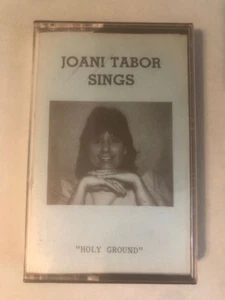 JOANI TABOR
SINGS
"HOLY GROUND"